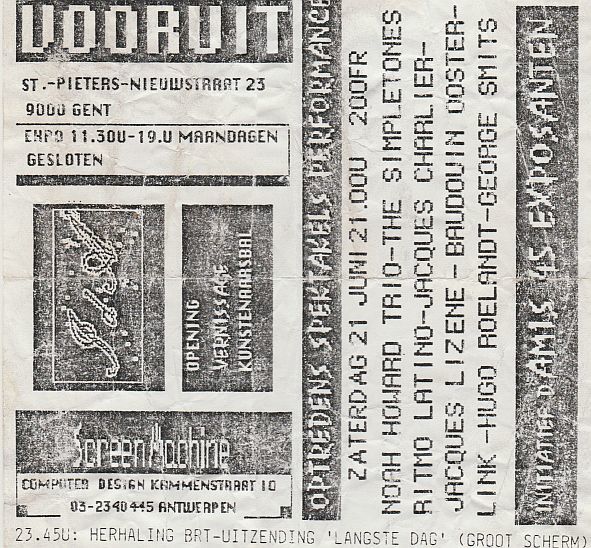 VOORUIT
ST.-PIETERS-NIEUWSTRAAT 23
9000 GENT
EXPO 11.30U-19.U MAANDAGEN
GESLOTEN
OPENING
VERNISSAGE
KUNSTENAARSBAL
ScreenMachine
COMPUTER DESIGN KAMMENSTRAAT 10
03-2340445 ANTWERPEN
OPTREDENS SPEKTAKELS PERFORMANCE
ZATERDAG 21 JUNI 21.00U 200FR
NOAH HOWARD TRIO-THE SIMPLETONES
RITMO LATINO-JACQUES CHARLIER-
JACQUES LIZENE-BAUDOUIN OOSTER-
LINK-HUGO ROELANDT-GEORGE SMITS
INITIATIEF D'AMIS 45 EXPOSANTEN
23.45U: HERHALING BRT-UITZENDING 'LANGSTE DAG' (GROOT SCHERM)